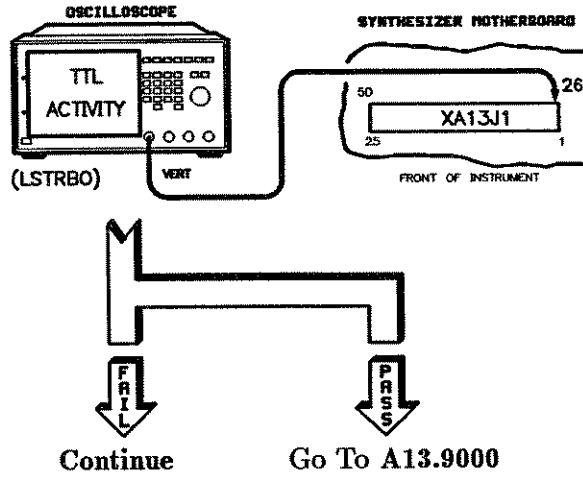 OSCILLOSCOPE
SYNTHESIZER MOTHERBOARD
TTL
ACTIVITY
50
26
XA13J1
25
1
(LSTRBO)
VERT
FRONT OF INSTRUMENT
FAIL
PASS
Continue
Go To A13.9000